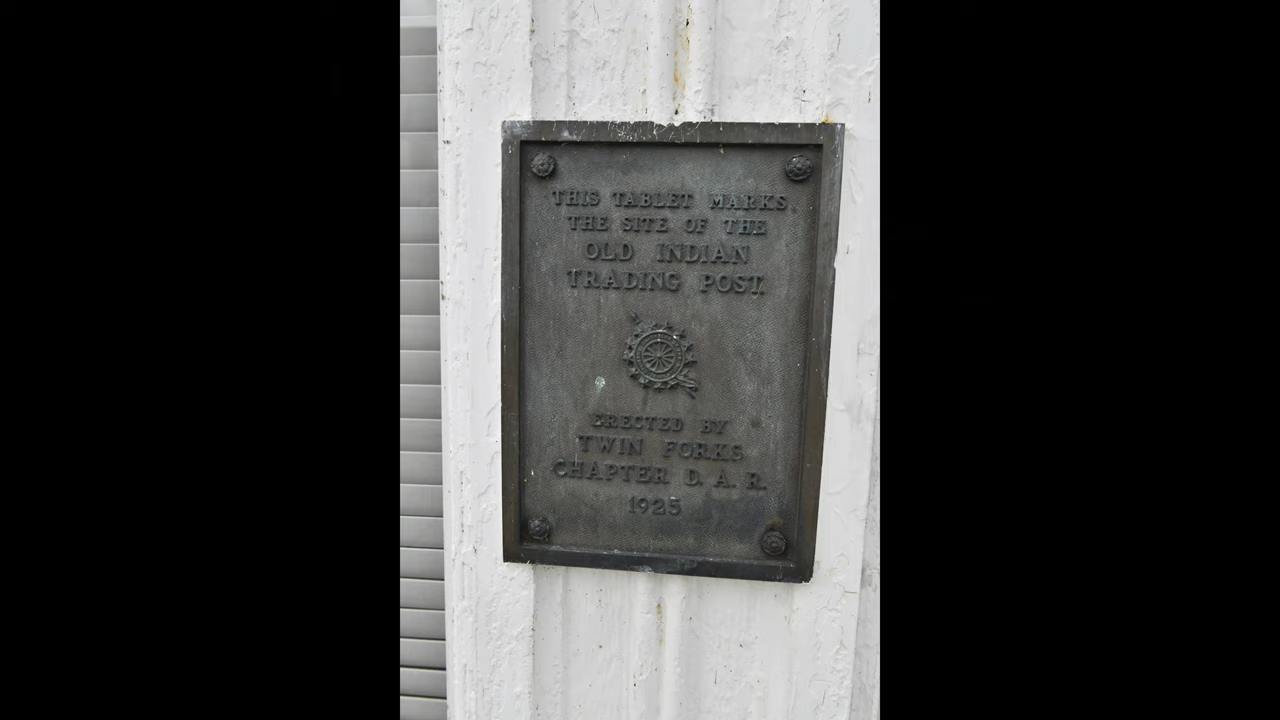 THIS TABLET MARKS
THE SITE OF THE
OLD INDIAN
TRADING POST.
ERECTED BY
TWIN FORKS
CHAPTER D. A. R.
1925